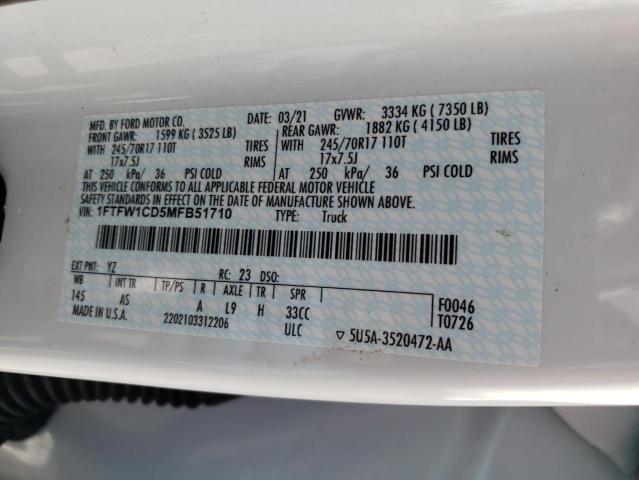 MFD. BY FORD MOTOR CO. DATE: 03/21 GVWR: 3334 KG ( 7350 LB)
FRONT GAWR: 1599 KG ( 3525 LB) REAR GAWR: 1882 KG ( 4150 LB)
WITH 245/70R17 110T TIRES WITH 245/70R17 110T TIRES
17x7.5J RIMS 17x7.5J RIMS
AT 250 kPa/ 36 PSI COLD AT 250 kPa/ 36 PSI COLD
THIS VEHICLE CONFORMS TO ALL APPLICABLE FEDERAL MOTOR VEHICLE
SAFETY STANDARDS IN EFFECT ON THE DATE OF MANUFACTURE SHOWN ABOVE.
VIN: 1FTFW1CD5MFB51710 TYPE: Truck
EXT PNT: YZ RC: 23 DSO:
WB INT TR TP/PS R AXLE TR SPR
145 AS A L9 H 33CC F0046
MADE IN U.S.A. 2202103312206 ULC T0726
5U5A-3520472-AA